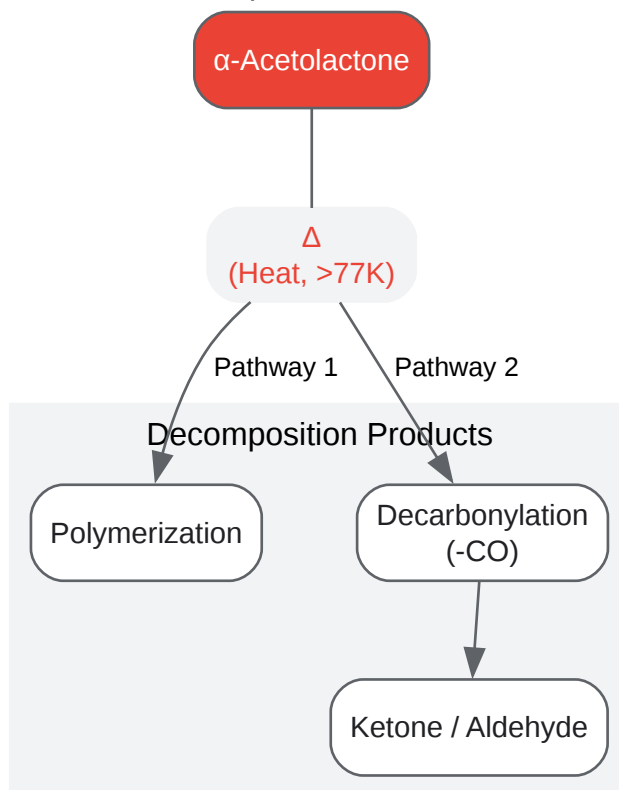 α-Acetolactone
Δ
(Heat, >77K)
Pathway 1
Pathway 2
Decomposition Products
Polymerization
Decarbonylation
(-CO)
Ketone / Aldehyde